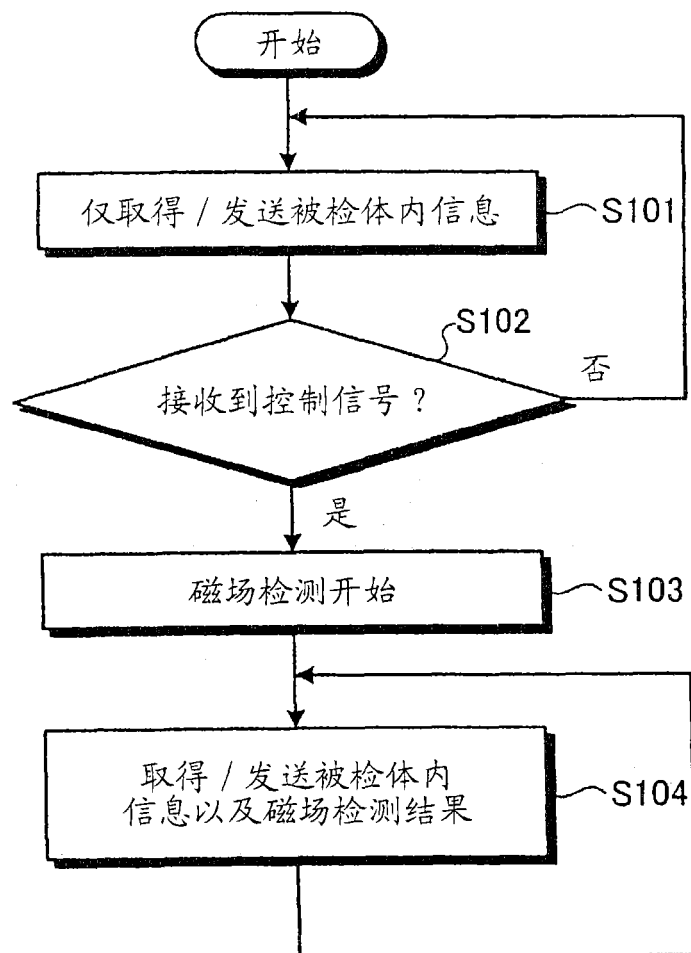 开始
仅取得/发送被检体内信息
S101
S102
接收到控制信号?
否
是
磁场检测开始
S103
取得/发送被检体内
信息以及磁场检测结果
S104